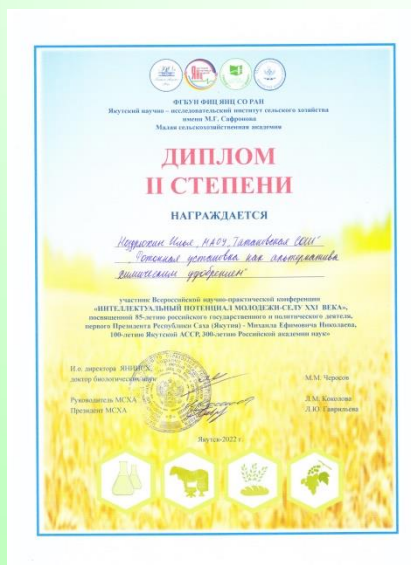 ФГБУН ФИЦ ЯНЦ СО РАН
Якутский научно – исследовательский институт сельского хозяйства
имени М.Г. Сафронова
Малая сельскохозяйственная академия
ДИПЛОМ
II СТЕПЕНИ
НАГРАЖДАЕТСЯ
Илья, МАОУ "СОШ"
"Фотонная установка как альтернатива
химическим удобрениям"
участник Всероссийской научно-практической конференции
«ИНТЕЛЛЕКТУАЛЬНЫЙ ПОТЕНЦИАЛ МОЛОДЕЖИ-СЕЛУ XXI ВЕКА»,
посвященной 85-летию российского государственного и политического деятеля,
первого Президента Республики Саха (Якутия) - Михаила Ефимовича Николаева,
100-летию Якутской АССР, 300-летию Российской академии наук»
И.о. директора ЯНИИСХ,
доктор биологических наук
М.М. Черосов
Руководитель МСХА
Л.М. Коколова
Президент МСХА
Л.Ю. Гаврильева
Якутск-2022 г.